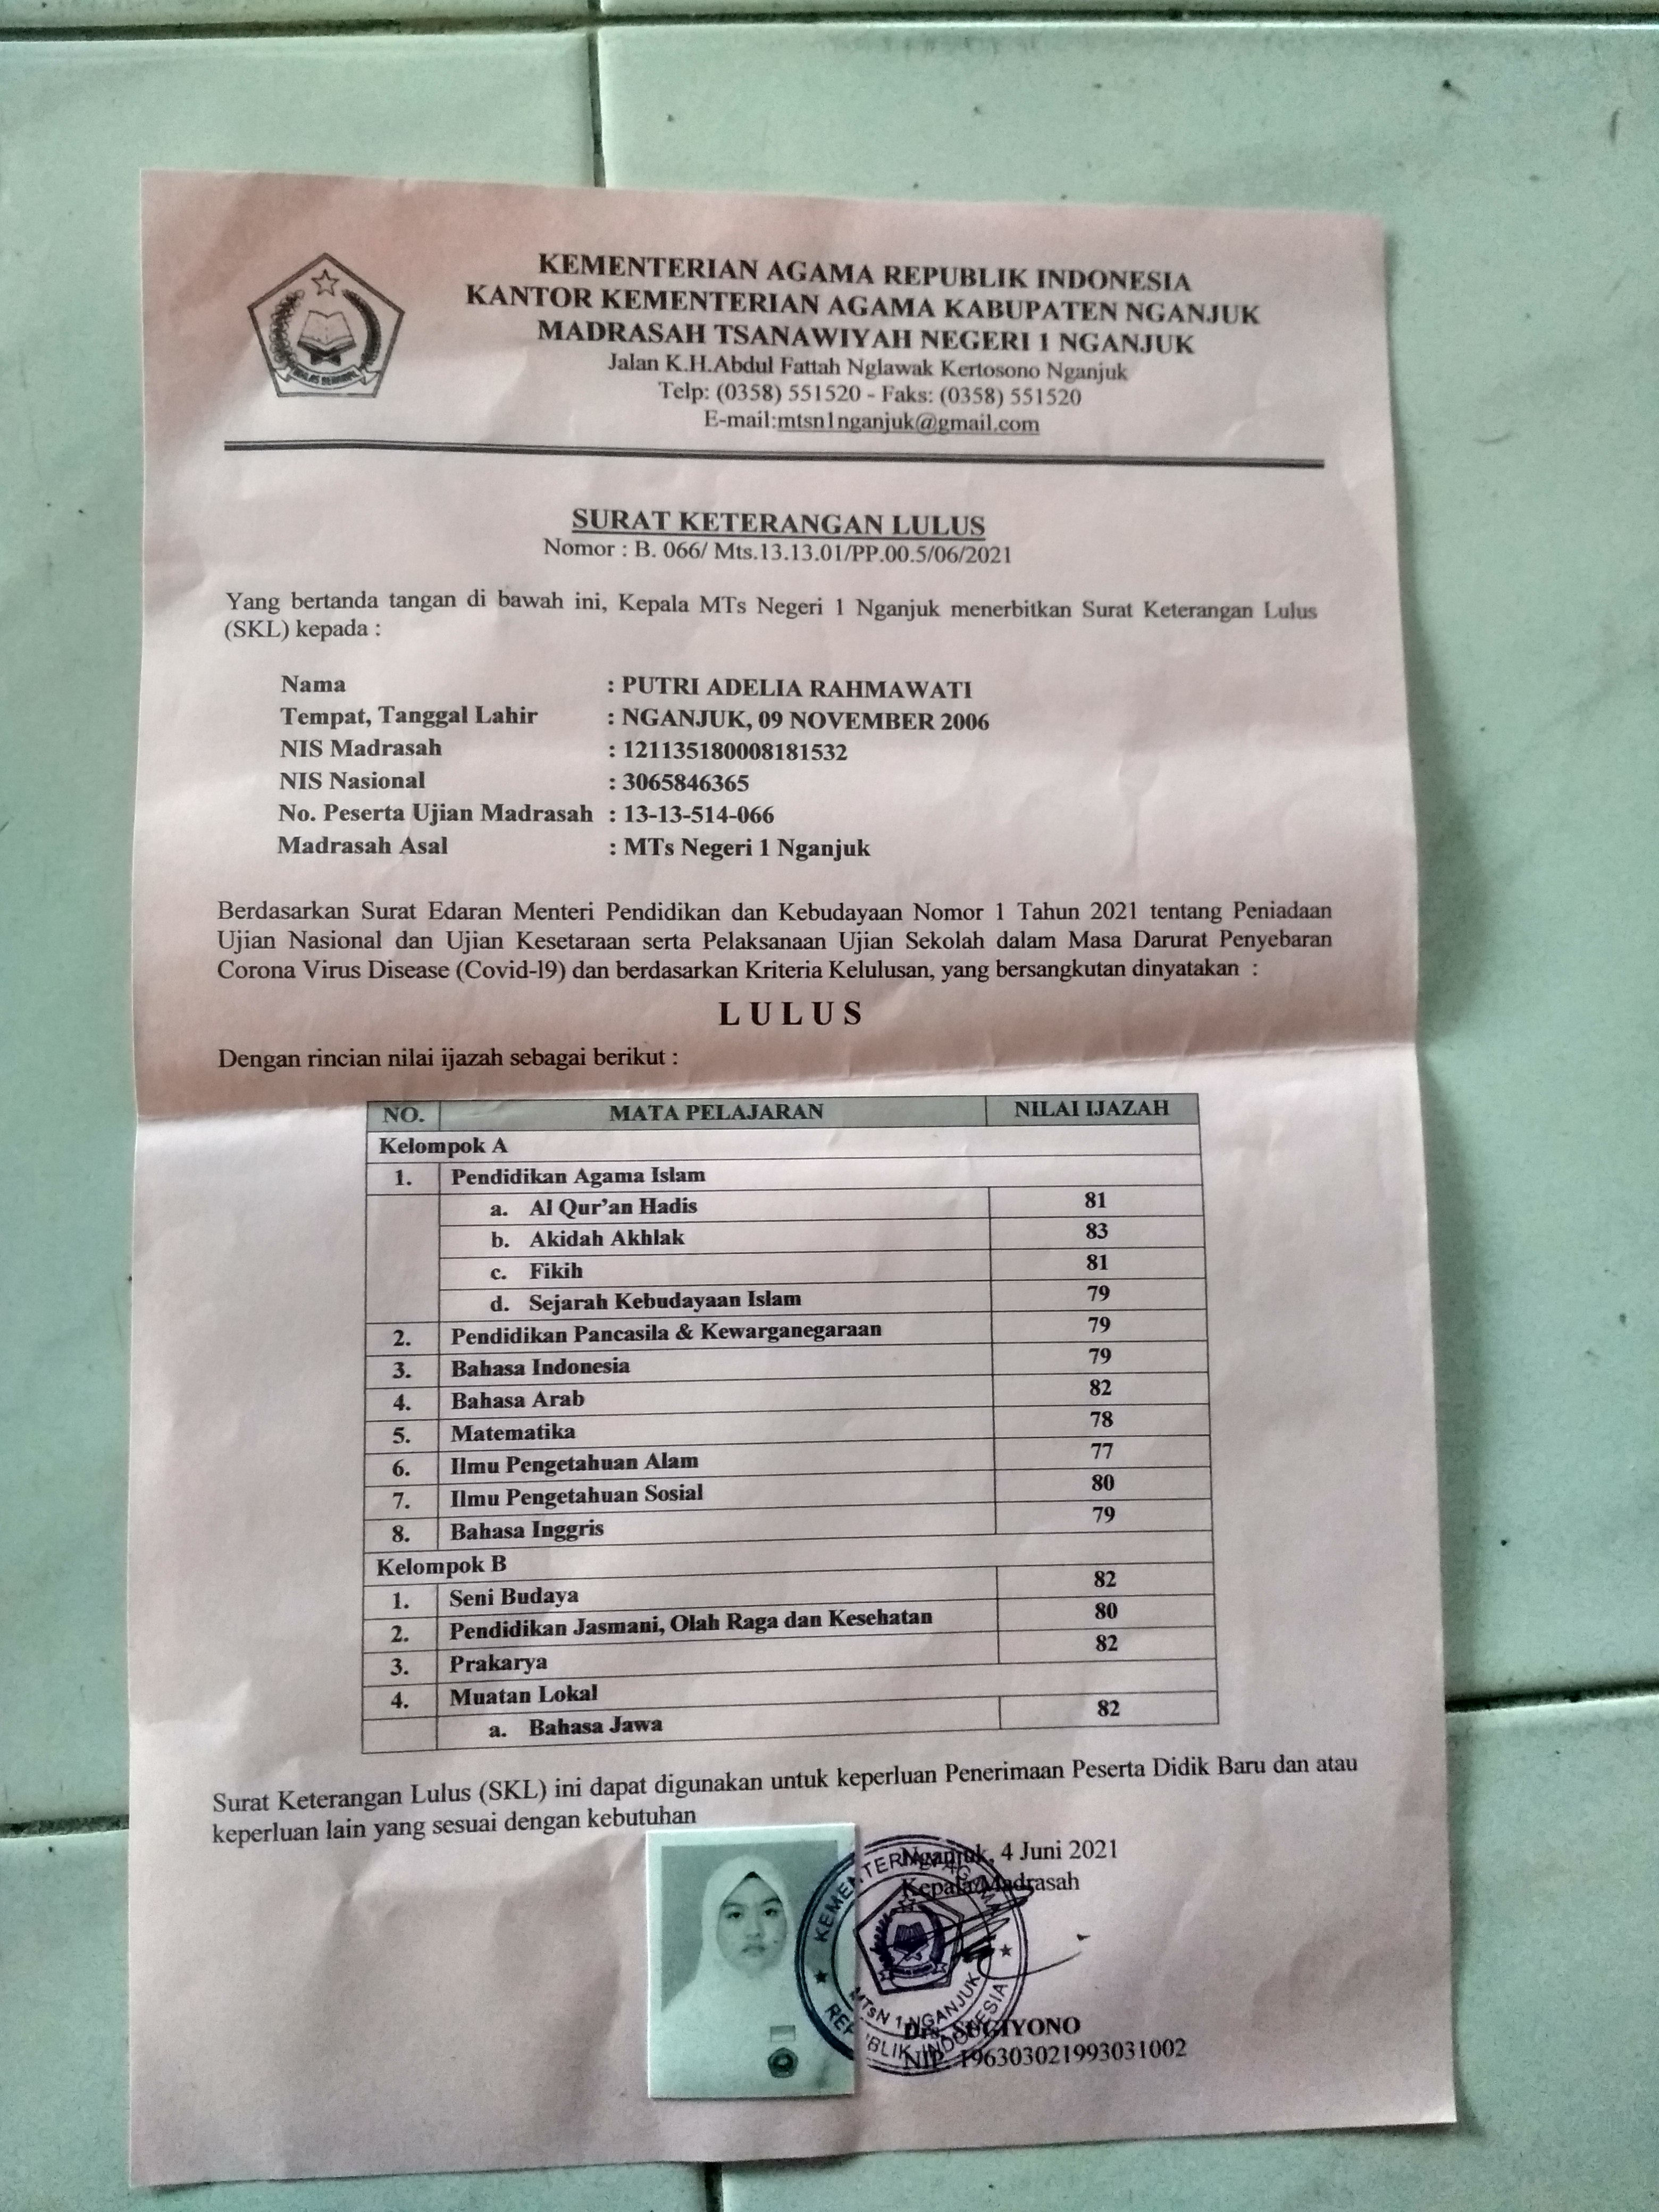 KEMENTERIAN AGAMA REPUBLIK INDONESIA
KANTOR KEMENTERIAN AGAMA KABUPATEN NGANJUK
MADRASAH TSANAWIYAH NEGERI 1 NGANJUK
Jalan K.H.Abdul Fattah Nglawak Kertosono Nganjuk
Telp: (0358) 551520 - Faks: (0358) 551520
E-mail:mtsn1nganjuk@gmail.com
SURAT KETERANGAN LULUS
Nomor : B. 066/ Mts.13.13.01/PP.00.5/06/2021
Yang bertanda tangan di bawah ini, Kepala MTs Negeri 1 Nganjuk menerbitkan Surat Keterangan Lulus
(SKL) kepada :
Nama : PUTRI ADELIA RAHMAWATI
Tempat, Tanggal Lahir : NGANJUK, 09 NOVEMBER 2006
NIS Madrasah : 121135180008181532
NIS Nasional : 3065846365
No. Peserta Ujian Madrasah : 13-13-514-066
Madrasah Asal : MTs Negeri 1 Nganjuk
Berdasarkan Surat Edaran Menteri Pendidikan dan Kebudayaan Nomor 1 Tahun 2021 tentang Peniadaan
Ujian Nasional dan Ujian Kesetaraan serta Pelaksanaan Ujian Sekolah dalam Masa Darurat Penyebaran
Corona Virus Disease (Covid-19) dan berdasarkan Kriteria Kelulusan, yang bersangkutan dinyatakan :
L U L U S
Dengan rincian nilai ijazah sebagai berikut :
NO. MATA PELAJARAN NILAI IJAZAH
Kelompok A
1. Pendidikan Agama Islam
a. Al Qur'an Hadis 81
b. Akidah Akhlak 83
c. Fikih 81
d. Sejarah Kebudayaan Islam 79
2. Pendidikan Pancasila & Kewarganegaraan 79
3. Bahasa Indonesia 79
4. Bahasa Arab 82
5. Matematika 78
6. Ilmu Pengetahuan Alam 77
7. Ilmu Pengetahuan Sosial 80
8. Bahasa Inggris 79
Kelompok B
1. Seni Budaya 82
2. Pendidikan Jasmani, Olah Raga dan Kesehatan 80
3. Prakarya 82
4. Muatan Lokal
a. Bahasa Jawa 82
Surat Keterangan Lulus (SKL) ini dapat digunakan untuk keperluan Penerimaan Peserta Didik Baru dan atau
keperluan lain yang sesuai dengan kebutuhan
Nganjuk, 4 Juni 2021
Kepala Madrasah
KEMENTERIAN AGAMA
MTsN 1 NGANJUK
REPUBLIK INDONESIA
Drs. SUGIYONO
NIP. 196303021993031002